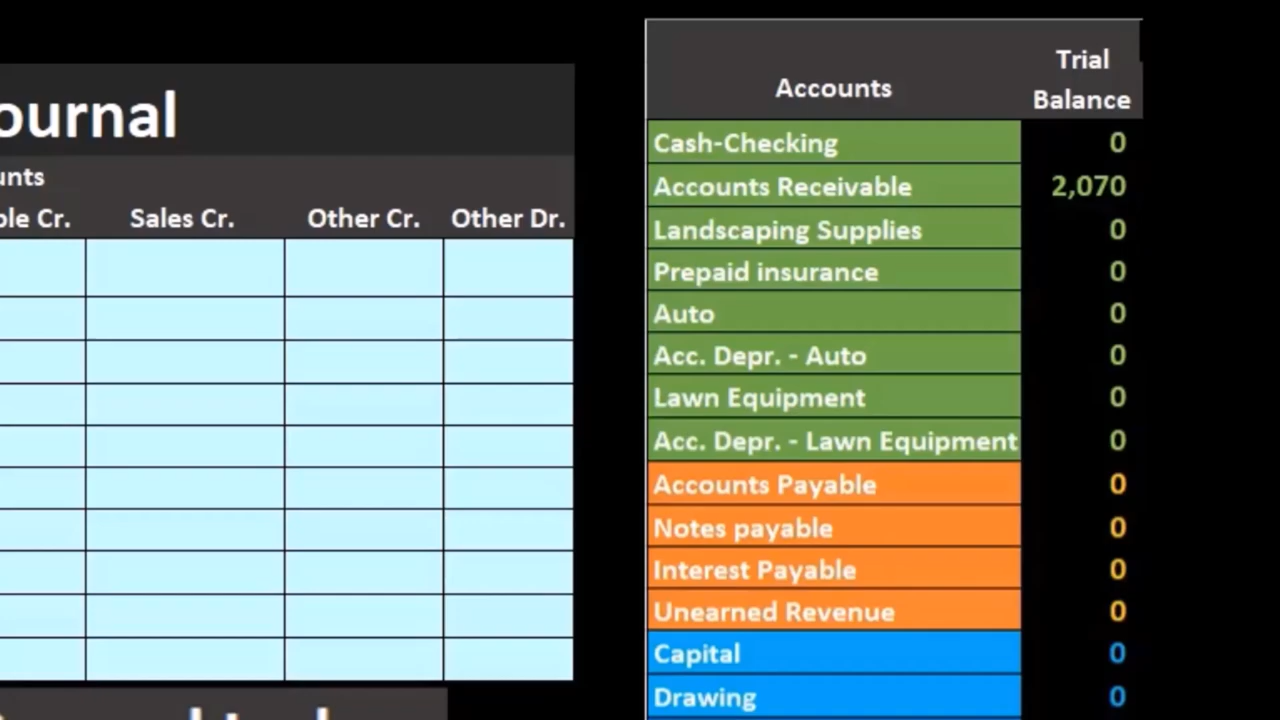 ournal
unts
ble Cr. Sales Cr. Other Cr. Other Dr.
Accounts Trial Balance
Cash-Checking 0
Accounts Receivable 2,070
Landscaping Supplies 0
Prepaid insurance 0
Auto 0
Acc. Depr. - Auto 0
Lawn Equipment 0
Acc. Depr. - Lawn Equipment 0
Accounts Payable 0
Notes payable 0
Interest Payable 0
Unearned Revenue 0
Capital 0
Drawing 0